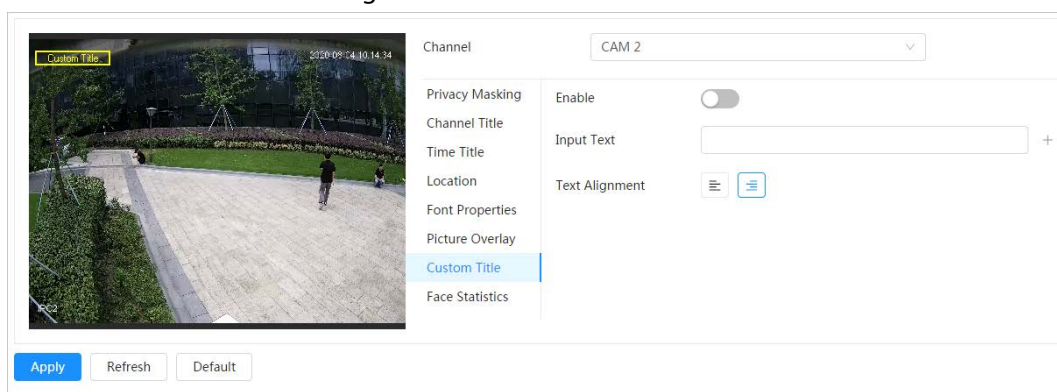 Channel
CAM 2
Custom Title
2020-09-04 10:14:34
Privacy Masking
Channel Title
Time Title
Location
Font Properties
Picture Overlay
Custom Title
Face Statistics
Enable
Input Text
+
Text Alignment
IPC2
Apply
Refresh
Default